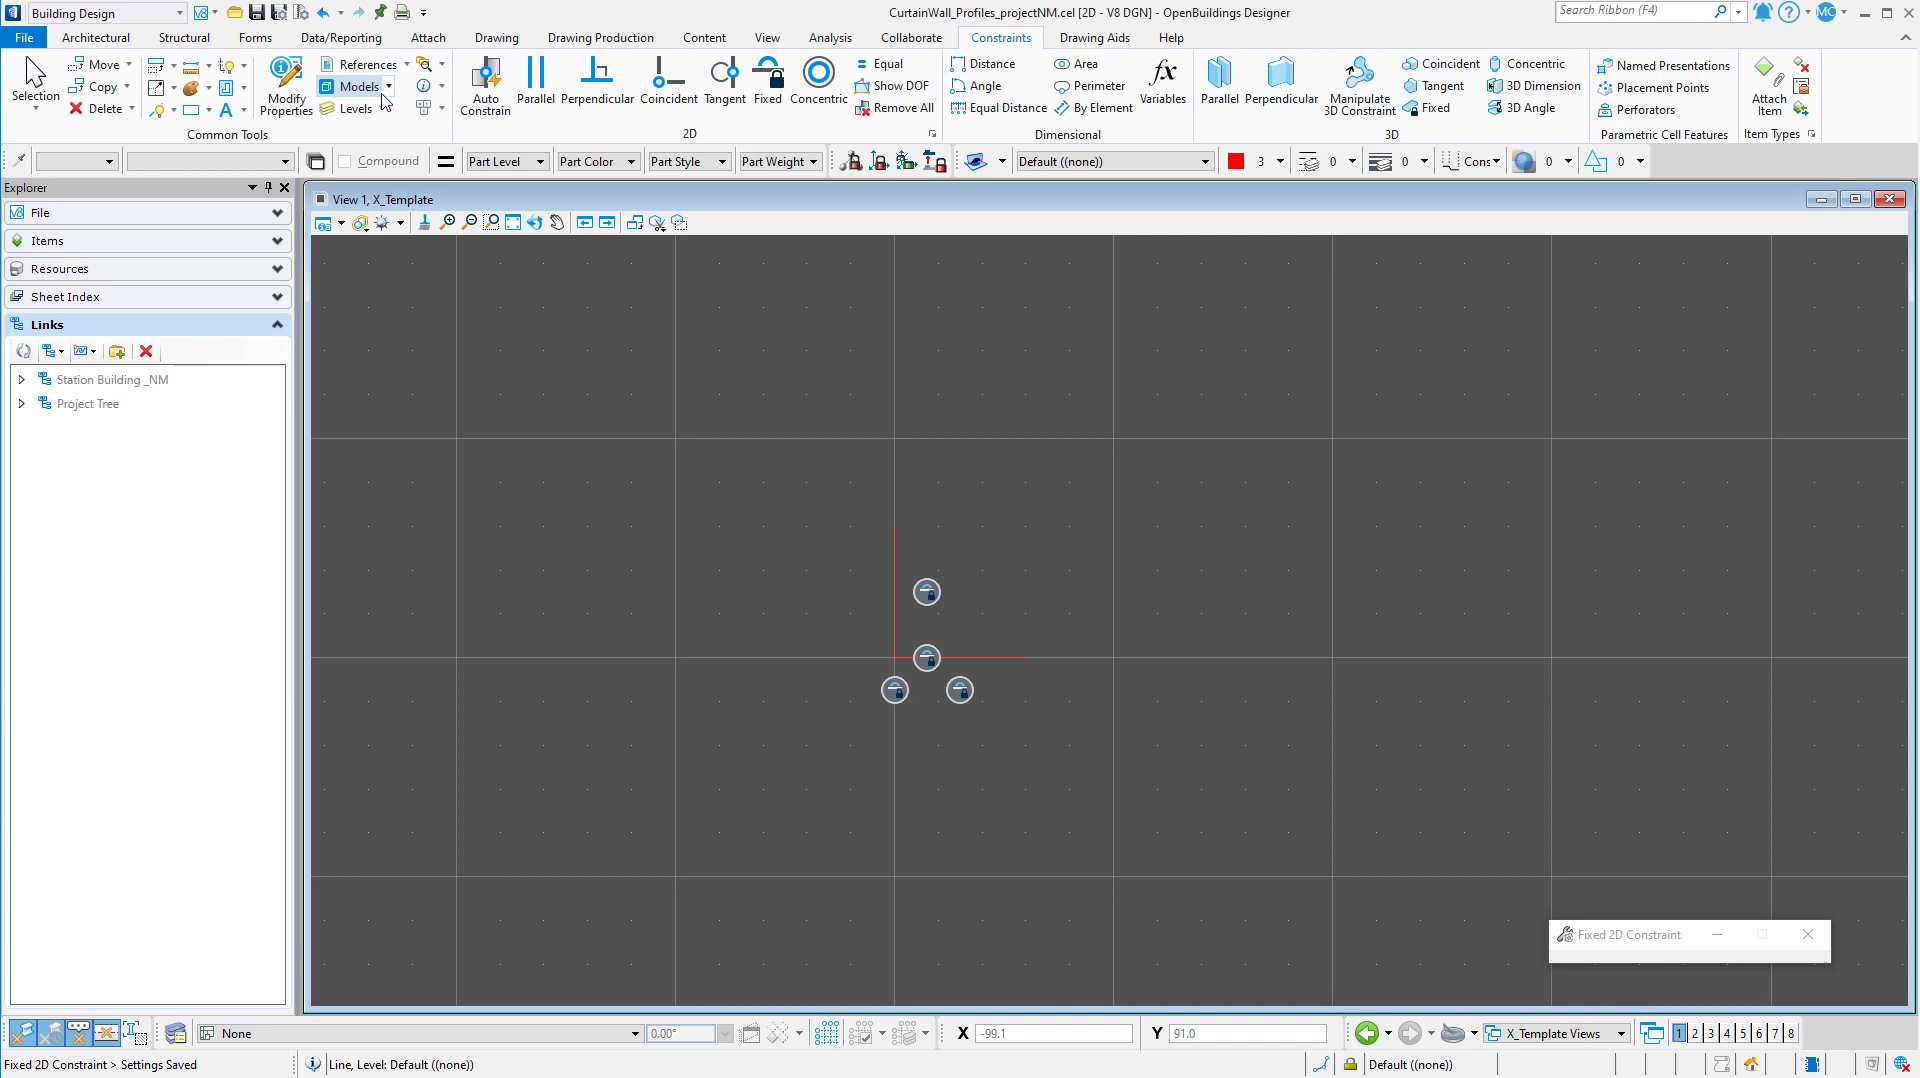 Building Design
CurtainWall_Profiles_projectNM.cel [2D - V8 DGN] - OpenBuildings Designer
Search Ribbon (F4)
MC
File
Architectural
Structural
Forms
Data/Reporting
Attach
Drawing
Drawing Production
Content
View
Analysis
Collaborate
Constraints
Drawing Aids
Help
Selection
Move
Copy
Delete
Modify Properties
References
Models
Levels
Common Tools
Auto Constrain
Parallel
Perpendicular
Coincident
Tangent
Fixed
Concentric
Equal
Show DOF
Remove All
2D
Distance
Angle
Equal Distance
Area
Perimeter
By Element
Variables
Dimensional
Parallel
Perpendicular
Manipulate 3D Constraint
Coincident
Tangent
Fixed
Concentric
3D Dimension
3D Angle
3D
Named Presentations
Placement Points
Perforators
Parametric Cell Features
Attach Item
Item Types
Compound
Part Level
Part Color
Part Style
Part Weight
Default ((none))
3
0
0
Cons
0
0
Explorer
File
Items
Resources
Sheet Index
Links
Station Building _NM
Project Tree
View 1, X_Template
Fixed 2D Constraint
None
0.00°
X
-99.1
Y
91.0
X_Template Views
1 2 3 4 5 6 7 8
Fixed 2D Constraint > Settings Saved
Line, Level: Default ((none))
Default ((none))